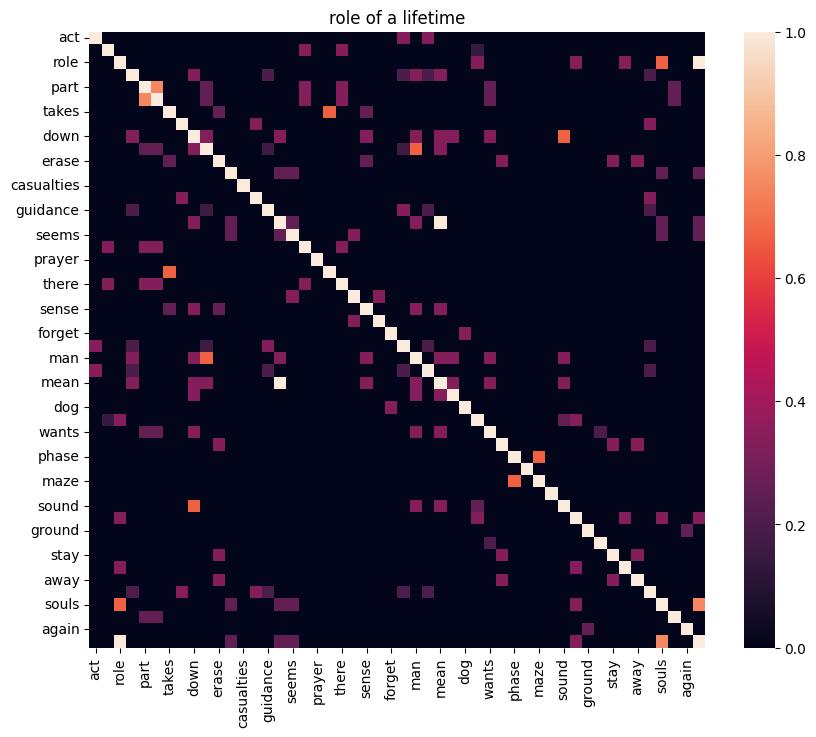 role of a lifetime
act
role
part
takes
down
erase
casualties
guidance
seems
prayer
there
sense
forget
man
mean
dog
wants
phase
maze
sound
ground
stay
away
souls
again
act
role
part
takes
down
erase
casualties
guidance
seems
prayer
there
sense
forget
man
mean
dog
wants
phase
maze
sound
ground
stay
away
souls
again
1.0
0.8
0.6
0.4
0.2
0.0